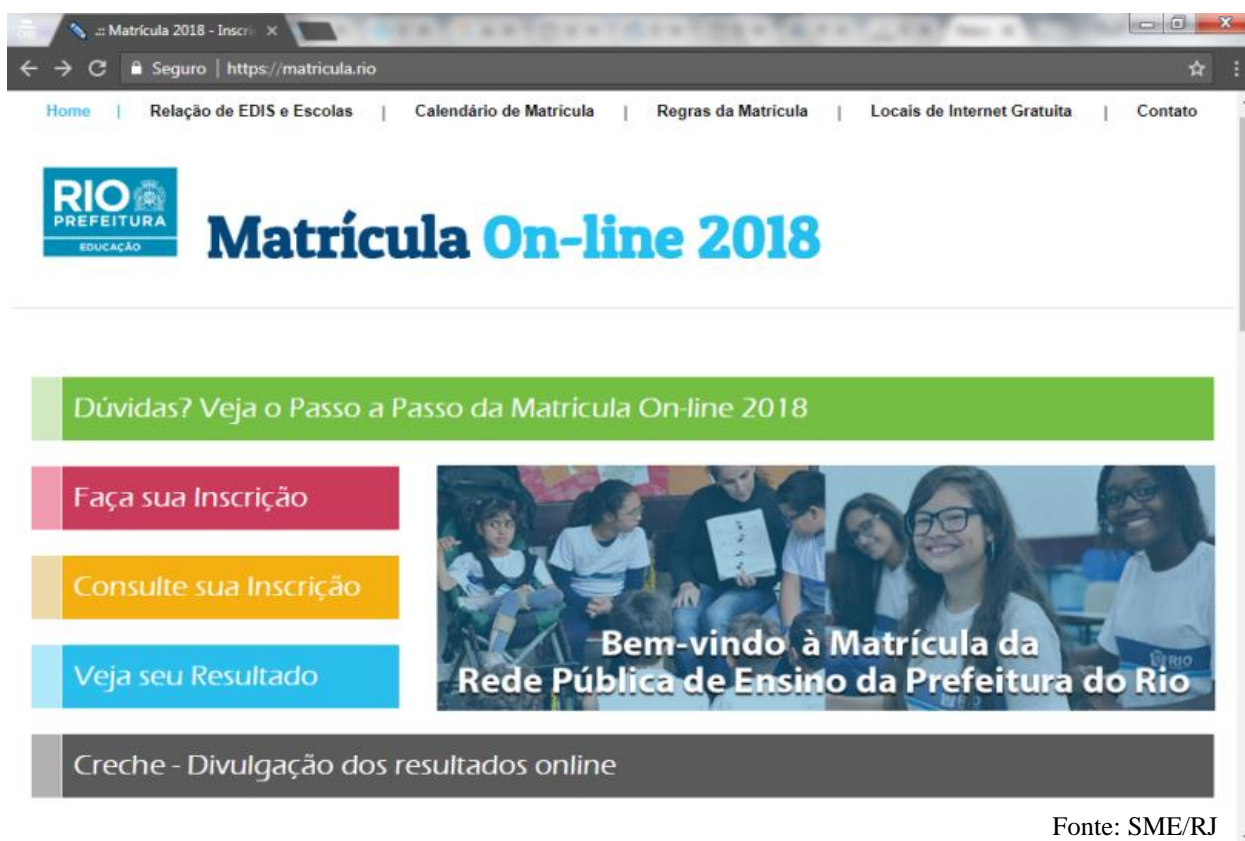 .:: Matrícula 2018 - Inscri
Seguro | https://matricula.rio
Home | Relação de EDIS e Escolas | Calendário de Matrícula | Regras da Matrícula | Locais de Internet Gratuita | Contato
RIO
PREFEITURA
EDUCAÇÃO
Matrícula On-line 2018
Dúvidas? Veja o Passo a Passo da Matrícula On-line 2018
Faça sua Inscrição
Consulte sua Inscrição
Veja seu Resultado
Bem-vindo à Matrícula da
Rede Pública de Ensino da Prefeitura do Rio
Creche - Divulgação dos resultados online
Fonte: SME/RJ